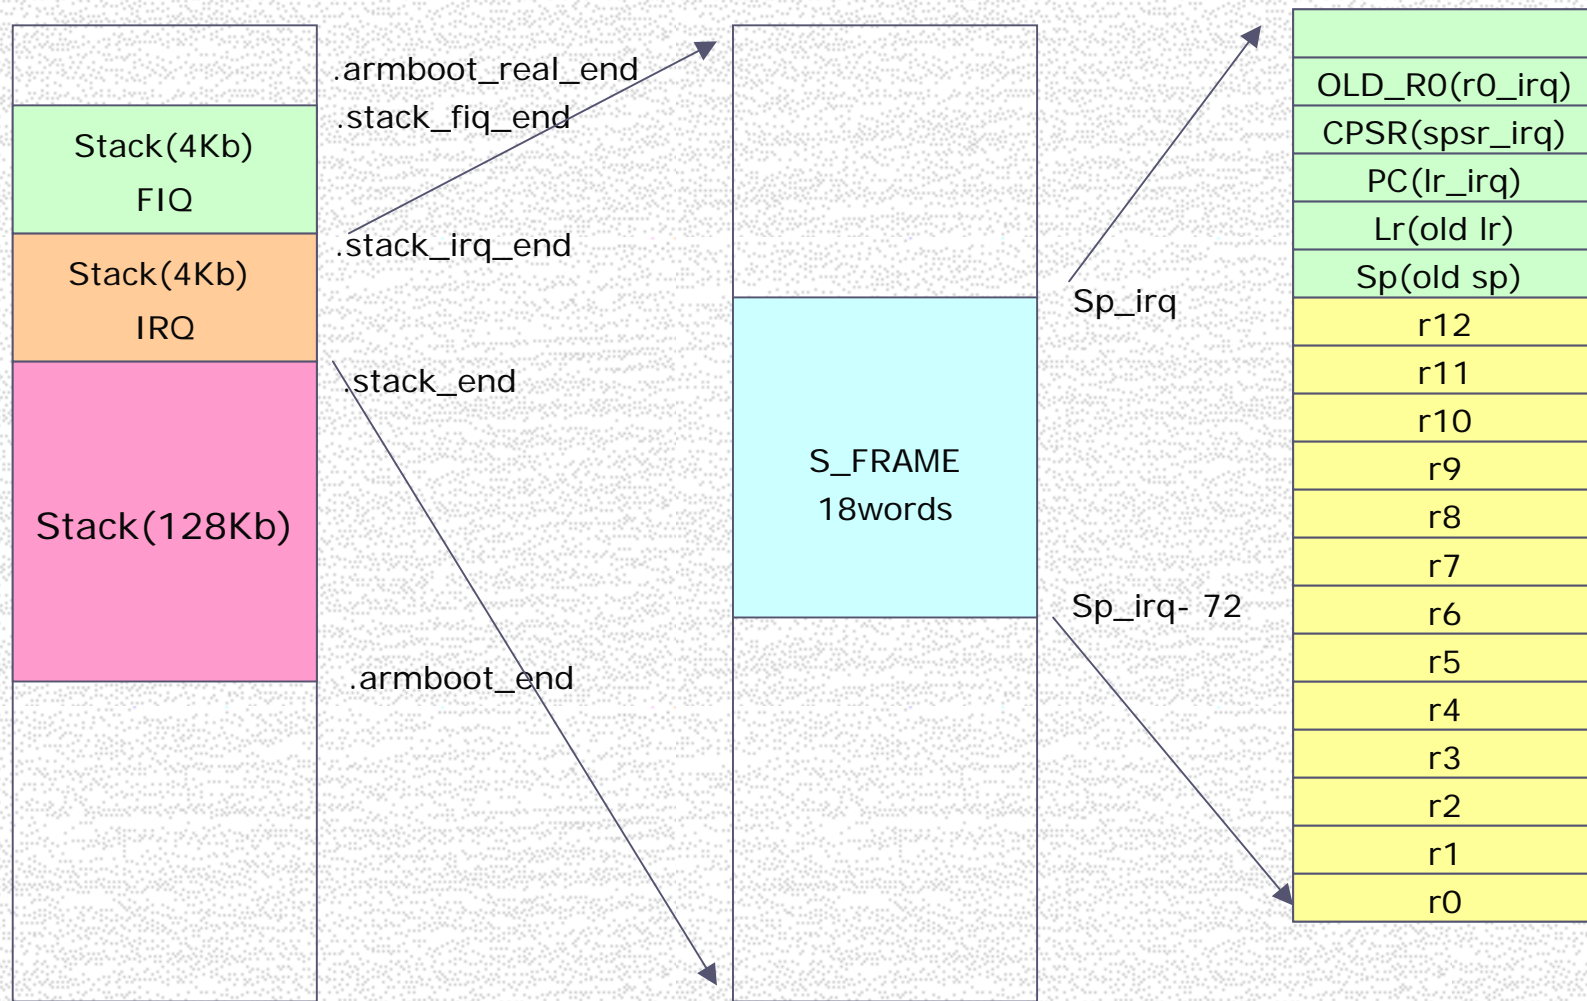 Stack(4Kb)
FIQ
Stack(4Kb)
IRQ
Stack(128Kb)
.armboot_real_end
.stack_fiq_end
.stack_irq_end
.stack_end
.armboot_end
S_FRAME
18words
Sp_irq
Sp_irq- 72
OLD_R0(r0_irq)
CPSR(spsr_irq)
PC(lr_irq)
Lr(old lr)
Sp(old sp)
r12
r11
r10
r9
r8
r7
r6
r5
r4
r3
r2
r1
r0